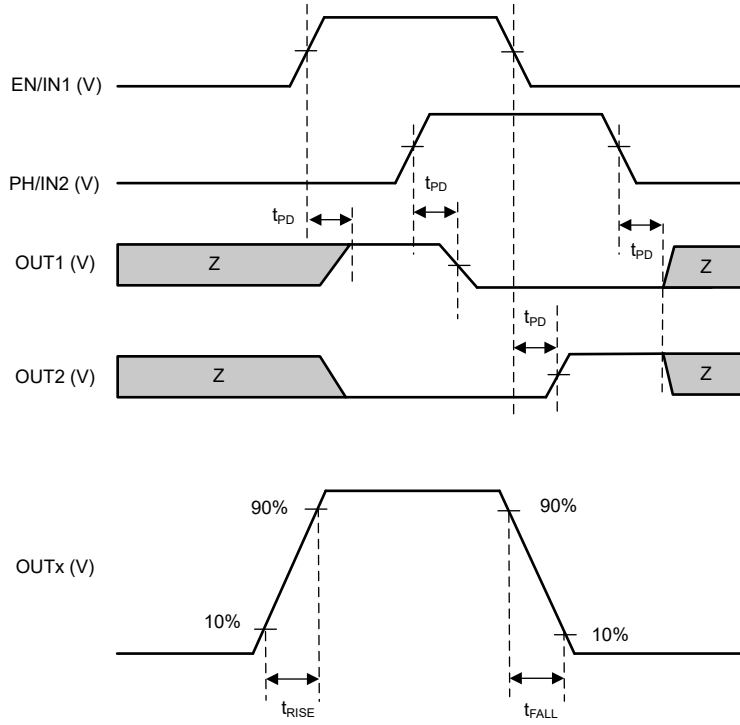 EN/IN1 (V)
PH/IN2 (V)
tPD
tPD
OUT1 (V)
Z
tPD
Z
tPD
OUT2 (V)
Z
Z
90%
90%
OUTx (V)
10%
10%
tRISE
tFALL